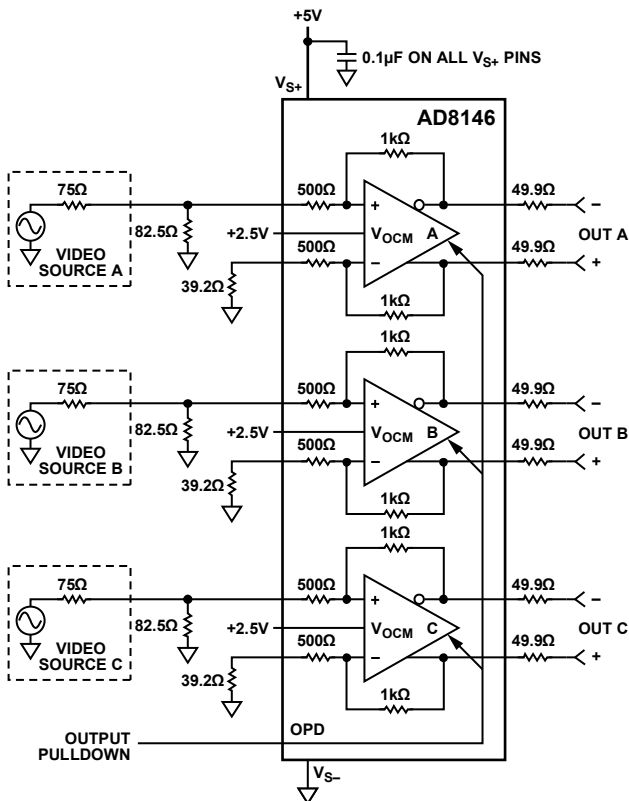 +5V
0.1µF ON ALL VS+ PINS
VS+
AD8146
1kΩ
75Ω
500Ω
49.9Ω
+
−
82.5Ω
+2.5V
VOCM
A
OUT A
VIDEO
SOURCE A
500Ω
49.9Ω
−
+
39.2Ω
1kΩ
1kΩ
75Ω
500Ω
49.9Ω
+
−
82.5Ω
+2.5V
VOCM
B
OUT B
VIDEO
SOURCE B
500Ω
49.9Ω
−
+
39.2Ω
1kΩ
1kΩ
75Ω
500Ω
49.9Ω
+
−
82.5Ω
+2.5V
VOCM
C
OUT C
VIDEO
SOURCE C
500Ω
49.9Ω
−
+
39.2Ω
1kΩ
OPD
OUTPUT
PULLDOWN
VS−